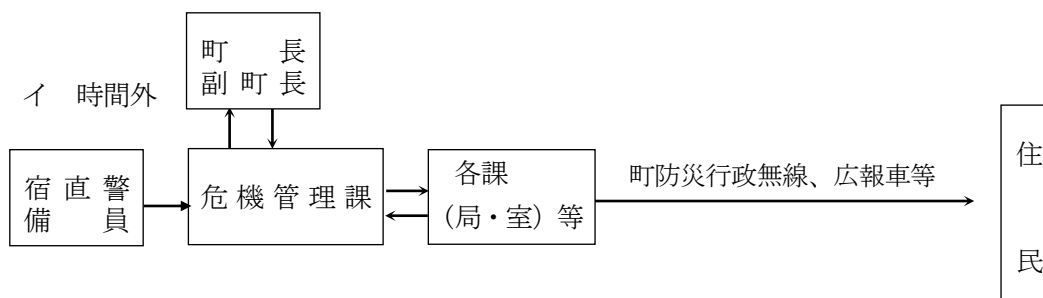 町　　長
副 町 長
イ　時間外
宿 直 警
備　　員
危 機 管 理 課
各課
（局・室）等
町防災行政無線、広報車等
住
民